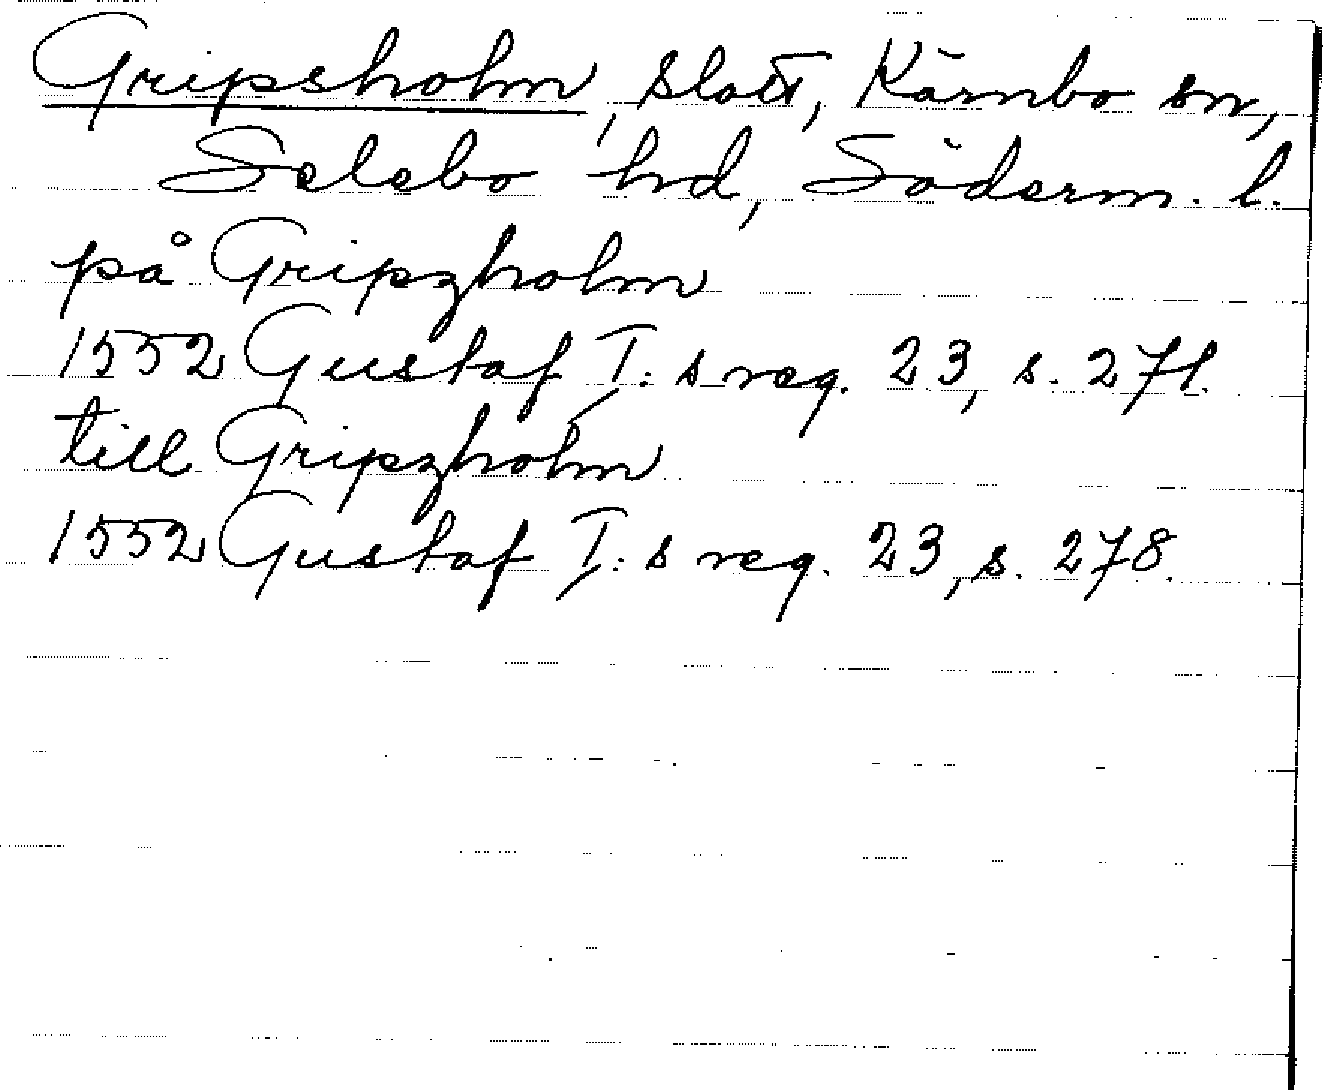 Gripsholm, slott, Kärnbo sn,
Selebo hd, Söderm. l.
på Gripzholm
1552 Gustaf I:s reg. 23, s. 271.
till Gripzholm
1552 Gustaf I:s reg. 23, s. 278.